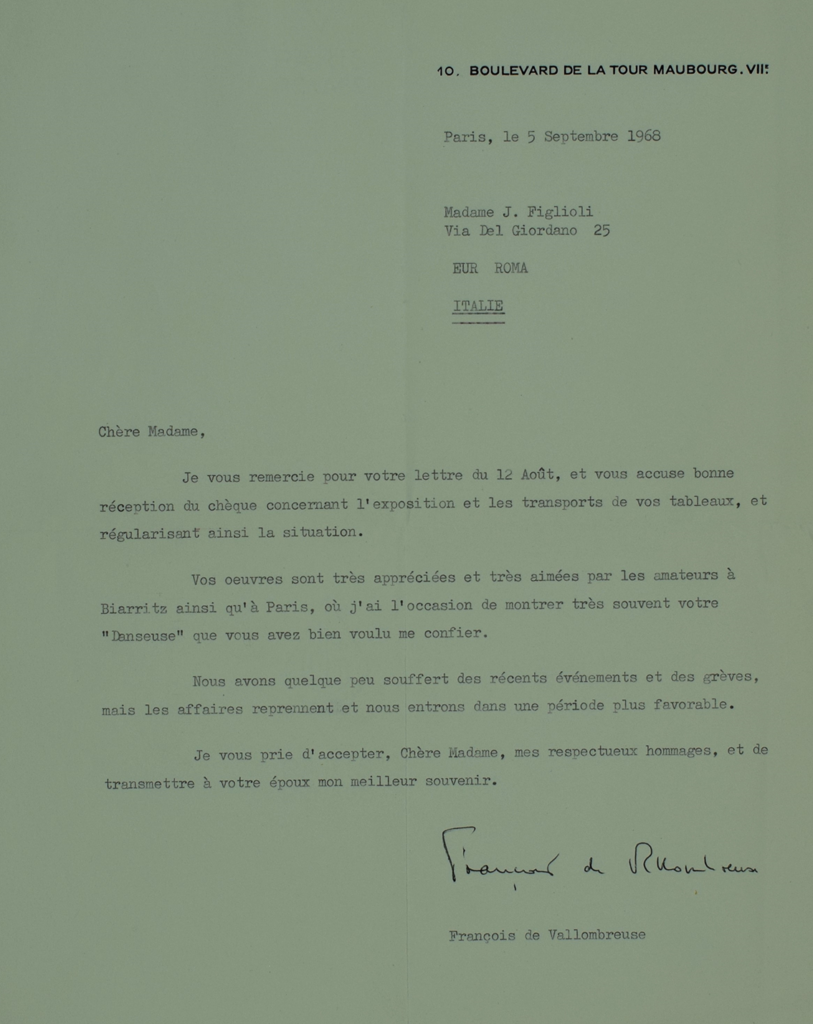 10. BOULEVARD DE LA TOUR MAUBOURG. VIIE
Paris, le 5 Septembre 1968
Madame J. Figlioli
Via Del Giordano 25
EUR ROMA
ITALIE
Chère Madame,
Je vous remercie pour votre lettre du 12 Août, et vous accuse bonne
réception du chèque concernant l'exposition et les transports de vos tableaux, et
régularisant ainsi la situation.
Vos oeuvres sont très appréciées et très aimées par les amateurs à
Biarritz ainsi qu'à Paris, où j'ai l'occasion de montrer très souvent votre
"Danseuse" que vous avez bien voulu me confier.
Nous avons quelque peu souffert des récents événements et des grèves,
mais les affaires reprennent et nous entrons dans une période plus favorable.
Je vous prie d'accepter, Chère Madame, mes respectueux hommages, et de
transmettre à votre époux mon meilleur souvenir.
François de Vallombreuse
François de Vallombreuse